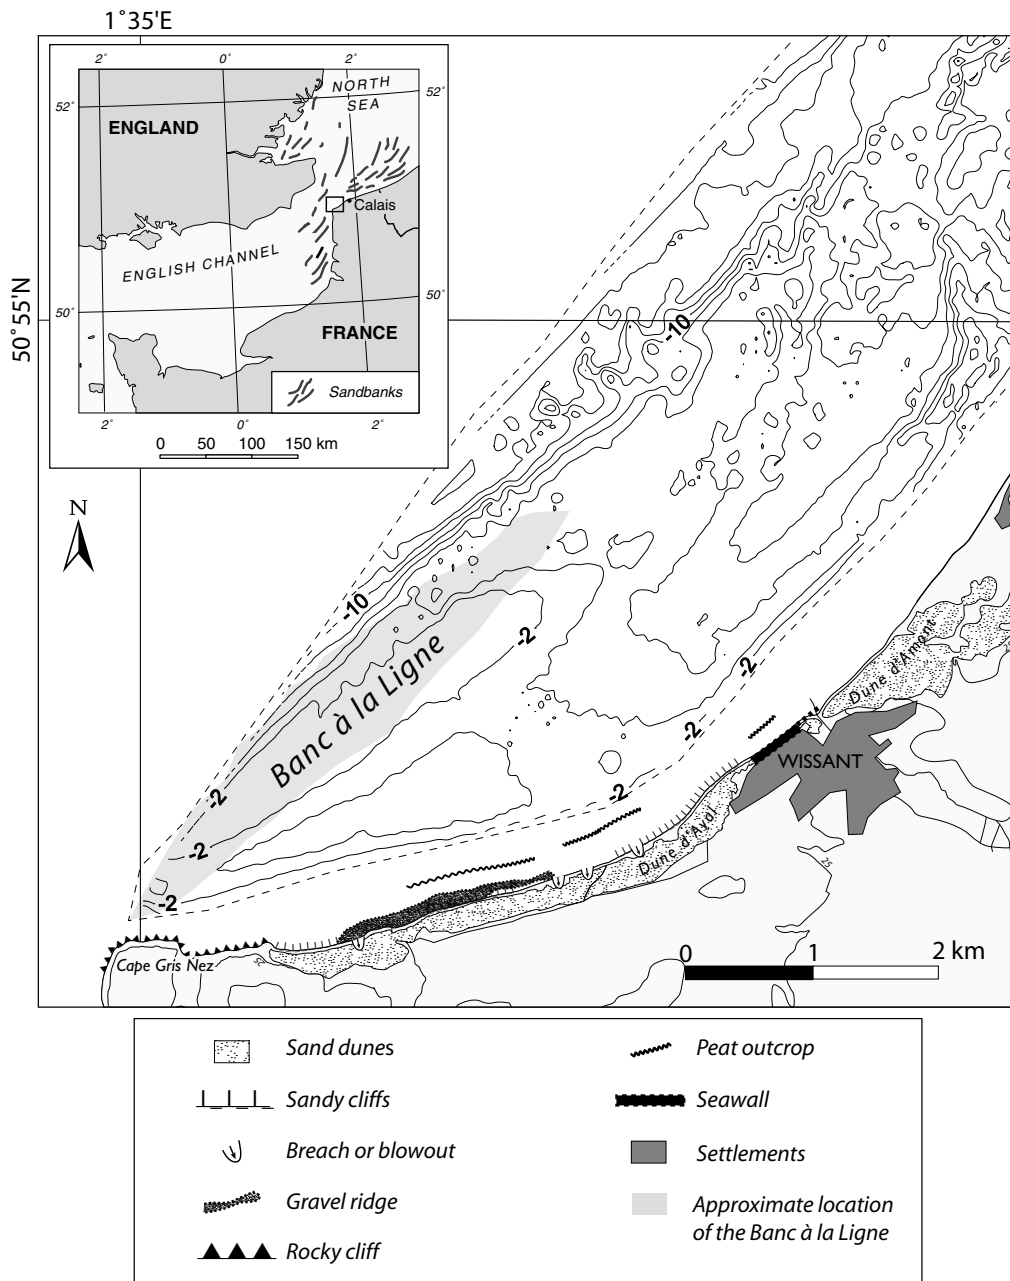 1˚35'E
50˚55'N
2˚
0˚
2˚
NORTH
SEA
52˚
52˚
ENGLAND
Calais
ENGLISH CHANNEL
50˚
50˚
FRANCE
Sandbanks
2˚
0˚
2˚
0 50 100 150 km
N
-10
-10
Banc à la Ligne
-2
-2
-2
-2
-2
-2
-2
Dune d'Amont
25
WISSANT
Dune d'Aval
25
Cape Gris Nez
0 1 2 km
Sand dunes
Sandy cliffs
Breach or blowout
Gravel ridge
Rocky cliff
Peat outcrop
Seawall
Settlements
Approximate location
of the Banc à la Ligne